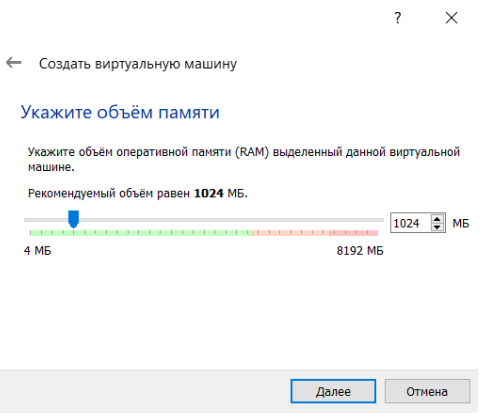 ?
Создать виртуальную машину
Укажите объём памяти
Укажите объём оперативной памяти (RAM) выделенный данной виртуальной
машине.
Рекомендуемый объём равен 1024 МБ.
1024 МБ
4 МБ 8192 МБ
Далее Отмена